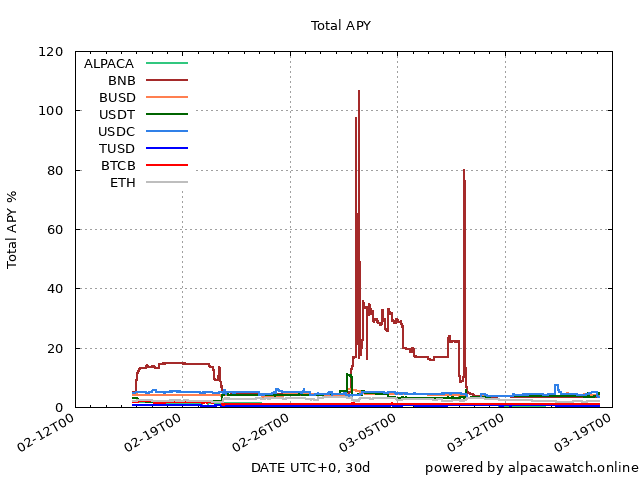 Total APY
120
100
80
60
40
20
0
Total APY %
ALPACA
BNB
BUSD
USDT
USDC
TUSD
BTCB
ETH
02-12T00
02-19T00
02-26T00
03-05T00
03-12T00
03-19T00
DATE UTC+0, 30d
powered by alpacawatch.online